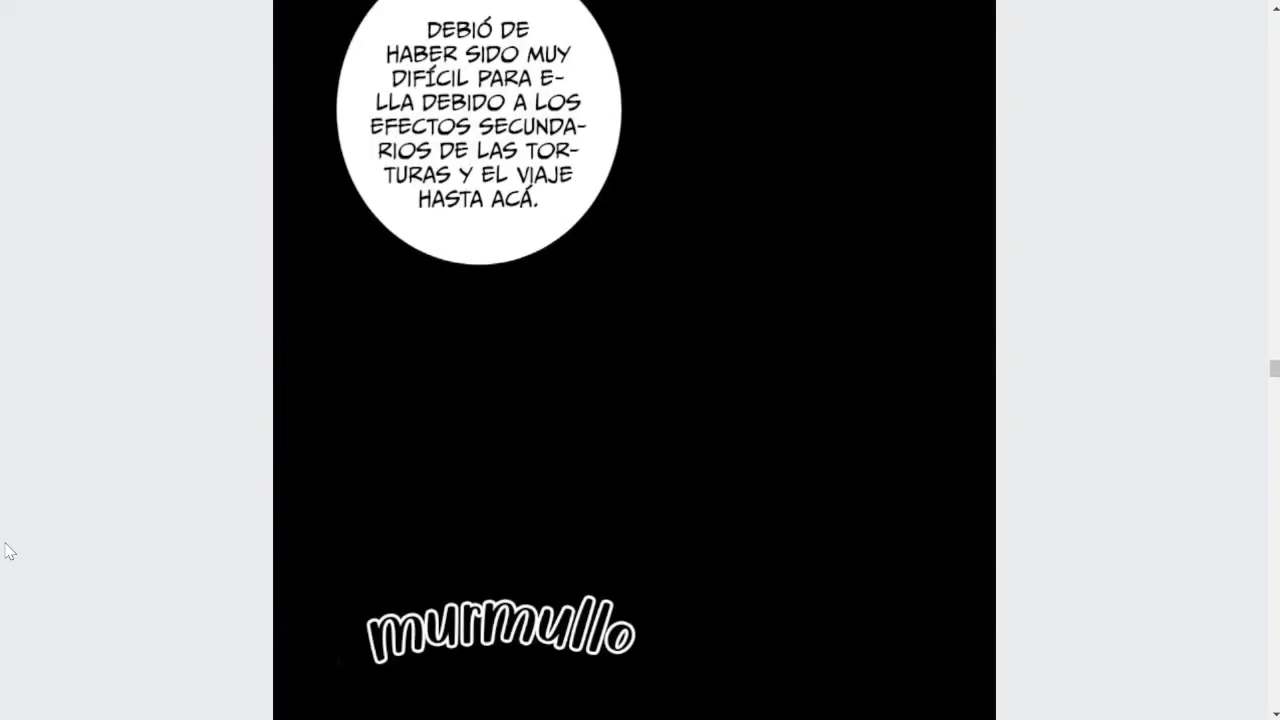 DEBIÓ DE
HABER SIDO MUY
DIFÍCIL PARA E-
LLA DEBIDO A LOS
EFECTOS SECUNDA-
RIOS DE LAS TOR-
TURAS Y EL VIAJE
HASTA ACÁ.
murmullo